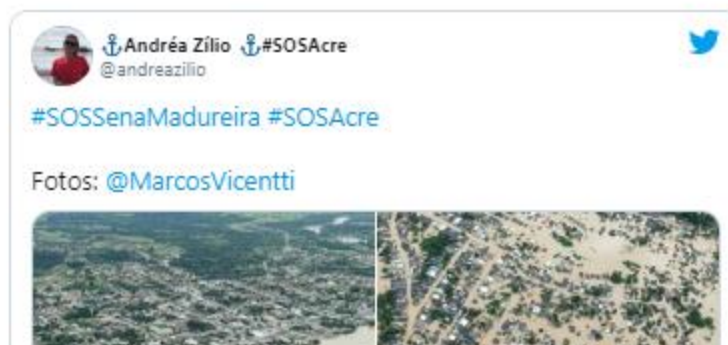 ⚓Andréa Zílio ⚓#SOSAcre
@andreazilio
#SOSSenaMadureira #SOSAcre
Fotos: @MarcosVicentti